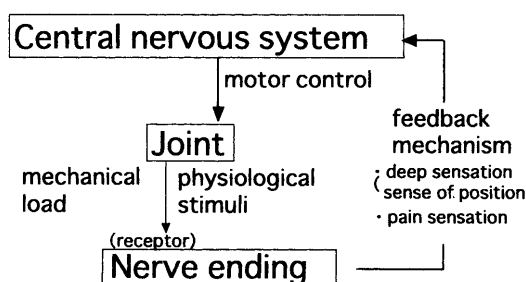 Central nervous system
motor control
Joint
mechanical
load
physiological
stimuli
(receptor)
Nerve ending
feedback
mechanism
・deep sensation
(sense of position
・pain sensation